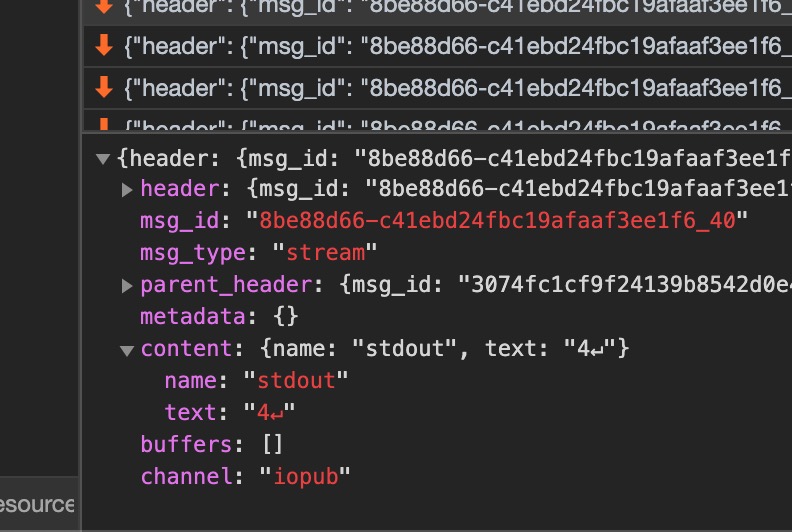 {"header": {"msg_id": "8be88d66-c41ebd24fbc19afaaf3ee1f6_
{"header": {"msg_id": "8be88d66-c41ebd24fbc19afaaf3ee1f6_
{"header": {"msg_id": "8be88d66-c41ebd24fbc19afaaf3ee1f6_
{"header": {"msg_id": "8be88d66-c41ebd24fbc19afaaf3ee1f6_
{header: {msg_id: "8be88d66-c41ebd24fbc19afaaf3ee1f
header: {msg_id: "8be88d66-c41ebd24fbc19afaaf3ee1
msg_id: "8be88d66-c41ebd24fbc19afaaf3ee1f6_40"
msg_type: "stream"
parent_header: {msg_id: "3074fc1cf9f24139b8542d0e4
metadata: {}
content: {name: "stdout", text: "4↵"}
name: "stdout"
text: "4↵"
buffers: []
channel: "iopub"
esource